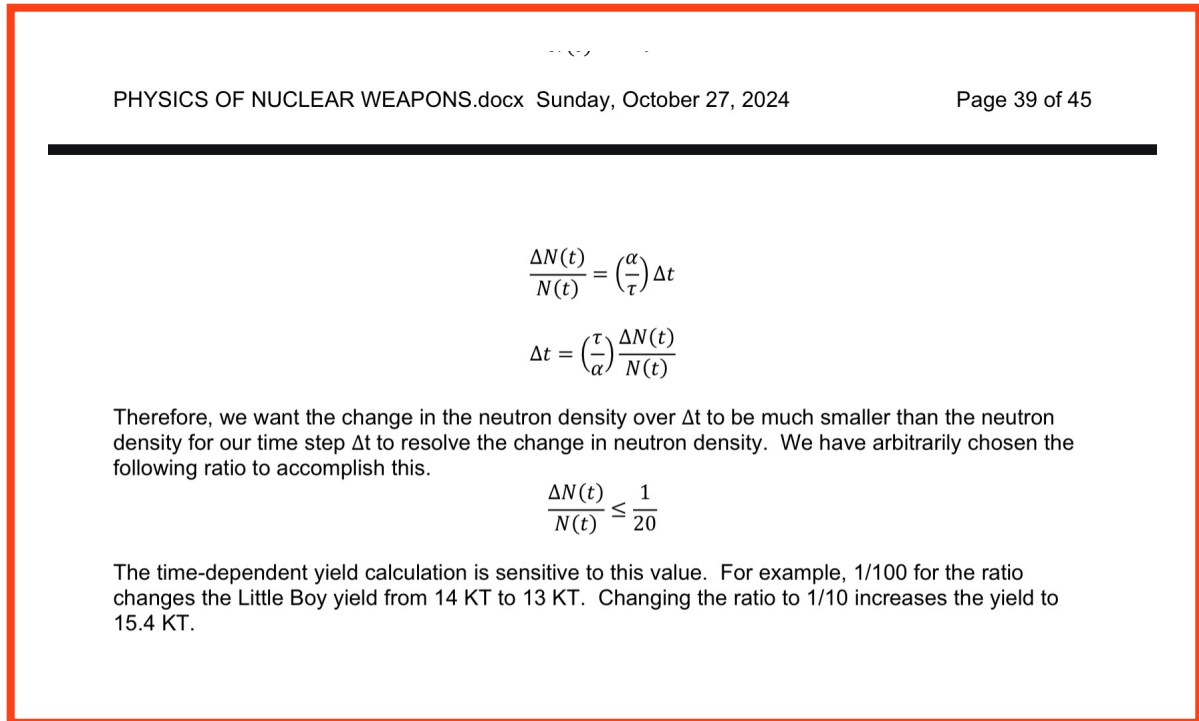 PHYSICS OF NUCLEAR WEAPONS.docx Sunday, October 27, 2024 Page 39 of 45
ΔN(t)/N(t) = (α/τ) Δt
Δt = (τ/α) ΔN(t)/N(t)
Therefore, we want the change in the neutron density over Δt to be much smaller than the neutron
density for our time step Δt to resolve the change in neutron density. We have arbitrarily chosen the
following ratio to accomplish this.
ΔN(t)/N(t) ≤ 1/20
The time-dependent yield calculation is sensitive to this value. For example, 1/100 for the ratio
changes the Little Boy yield from 14 KT to 13 KT. Changing the ratio to 1/10 increases the yield to
15.4 KT.